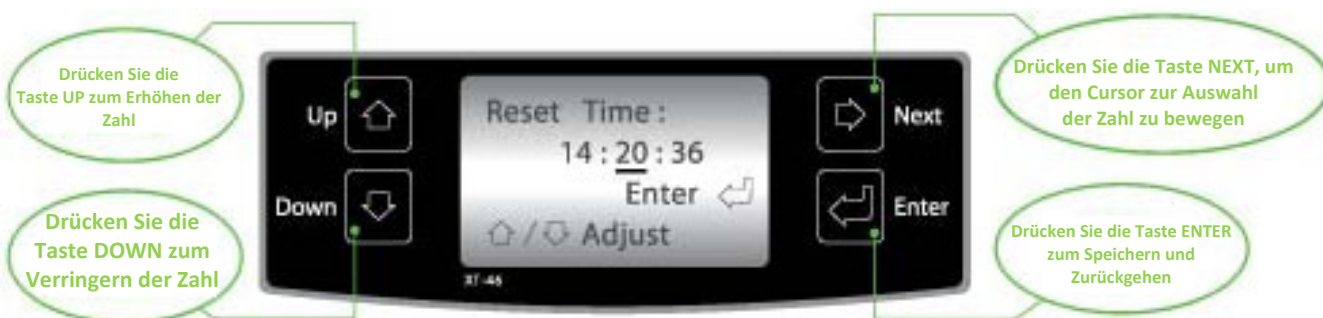 Drücken Sie die
Taste UP zum Erhöhen der
Zahl
Up
Down
Drücken Sie die
Taste DOWN zum
Verringern der Zahl
Reset Time :
14 : 20 : 36
Enter
/ Adjust
XT-46
Next
Enter
Drücken Sie die Taste NEXT, um
den Cursor zur Auswahl
der Zahl zu bewegen
Drücken Sie die Taste ENTER
zum Speichern und
Zurückgehen